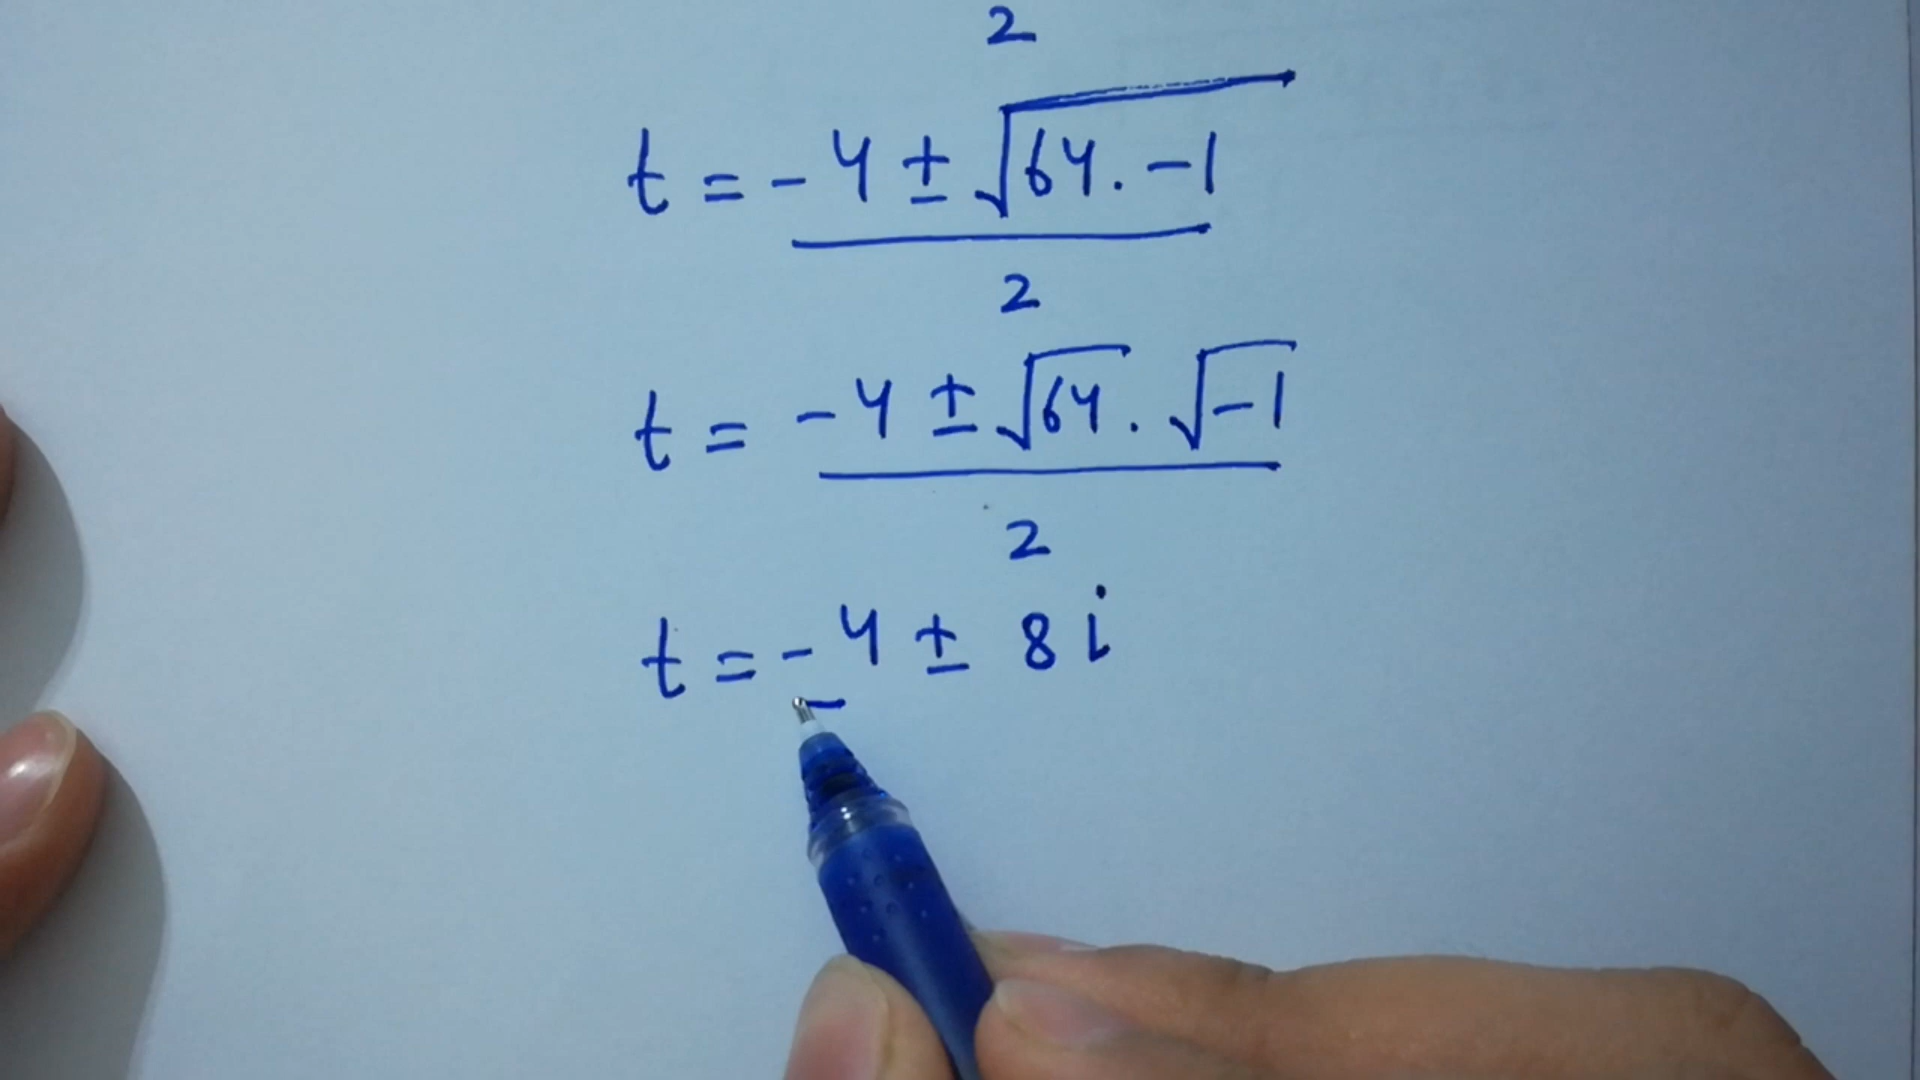 2
t = -4 ± √64. -1
2
t = -4 ± √64. √-1
2
t = -4 ± 8i